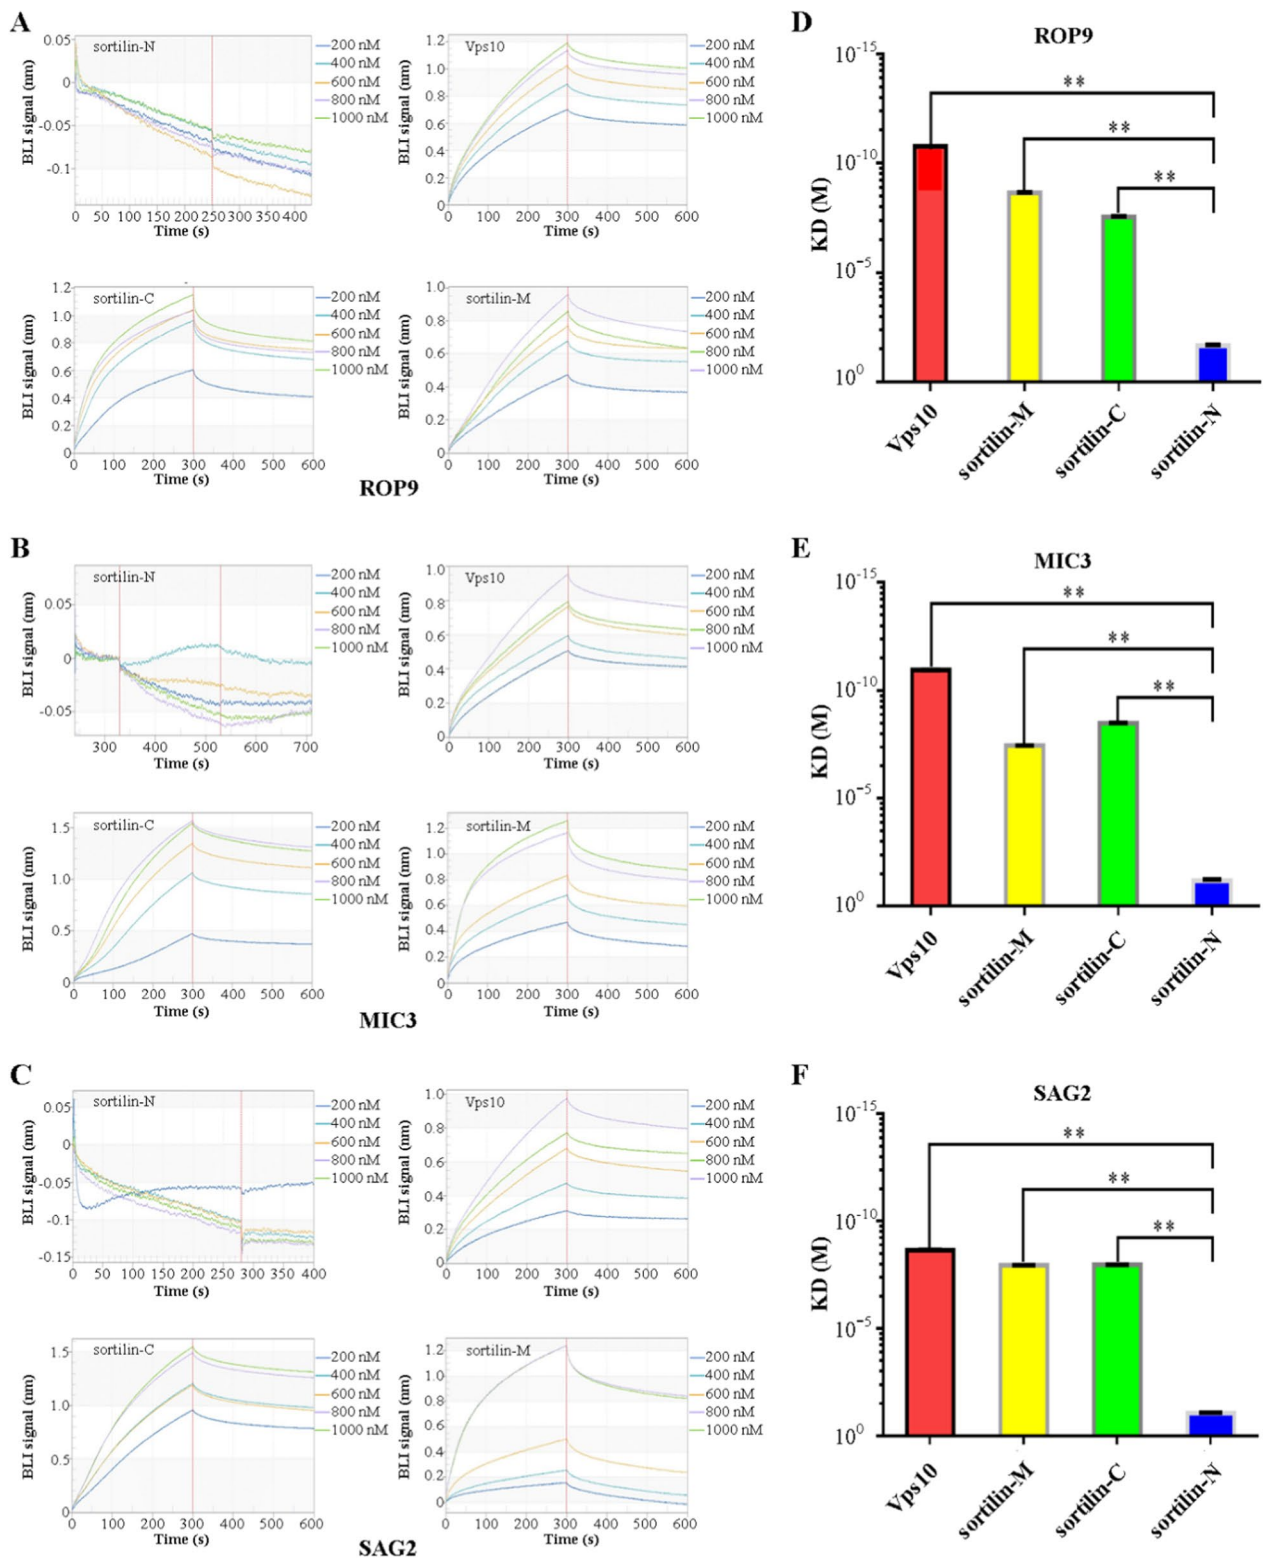 A
sortilin-N
BLI signal (nm)
0.05
0
-0.05
-0.1
0 50 100 150 200 250 300 350 400
Time (s)
200 nM
400 nM
600 nM
800 nM
1000 nM
Vps10
BLI signal (nm)
1.2
1.0
0.8
0.6
0.4
0.2
0
0 100 200 300 400 500 600
Time (s)
200 nM
400 nM
600 nM
800 nM
1000 nM
sortilin-C
BLI signal (nm)
1.2
1.0
0.8
0.6
0.4
0.2
0
0 100 200 300 400 500 600
Time (s)
200 nM
400 nM
600 nM
800 nM
1000 nM
sortilin-M
BLI signal (nm)
1.0
0.8
0.6
0.4
0.2
0
0 100 200 300 400 500 600
Time (s)
200 nM
400 nM
600 nM
800 nM
1000 nM
ROP9
D
ROP9
KD (M)
10-15
10-10
10-5
100
**
**
**
Vps10
sortilin-M
sortilin-C
sortilin-N
B
sortilin-N
BLI signal (nm)
0.05
0
-0.05
300 400 500 600 700
Time (s)
200 nM
400 nM
600 nM
800 nM
1000 nM
Vps10
BLI signal (nm)
1.0
0.8
0.6
0.4
0.2
0
0 100 200 300 400 500 600
Time (s)
200 nM
400 nM
600 nM
800 nM
1000 nM
sortilin-C
BLI signal (nm)
1.5
1.0
0.5
0
0 100 200 300 400 500 600
Time (s)
200 nM
400 nM
600 nM
800 nM
1000 nM
sortilin-M
BLI signal (nm)
1.2
1.0
0.8
0.6
0.4
0.2
0
0 100 200 300 400 500 600
Time (s)
200 nM
400 nM
600 nM
800 nM
1000 nM
MIC3
E
MIC3
KD (M)
10-15
10-10
10-5
100
**
**
**
Vps10
sortilin-M
sortilin-C
sortilin-N
C
sortilin-N
BLI signal (nm)
0.05
0
-0.05
-0.1
-0.15
0 50 100 150 200 250 300 350 400
Time (s)
200 nM
400 nM
600 nM
800 nM
1000 nM
Vps10
BLI signal (nm)
1.0
0.8
0.6
0.4
0.2
0
0 100 200 300 400 500 600
Time (s)
200 nM
400 nM
600 nM
800 nM
1000 nM
sortilin-C
BLI signal (nm)
1.5
1.0
0.5
0
0 100 200 300 400 500 600
Time (s)
200 nM
400 nM
600 nM
800 nM
1000 nM
sortilin-M
BLI signal (nm)
1.2
1.0
0.8
0.6
0.4
0.2
0
0 100 200 300 400 500 600
Time (s)
200 nM
400 nM
600 nM
800 nM
1000 nM
SAG2
F
SAG2
KD (M)
10-15
10-10
10-5
100
**
**
**
Vps10
sortilin-M
sortilin-C
sortilin-N